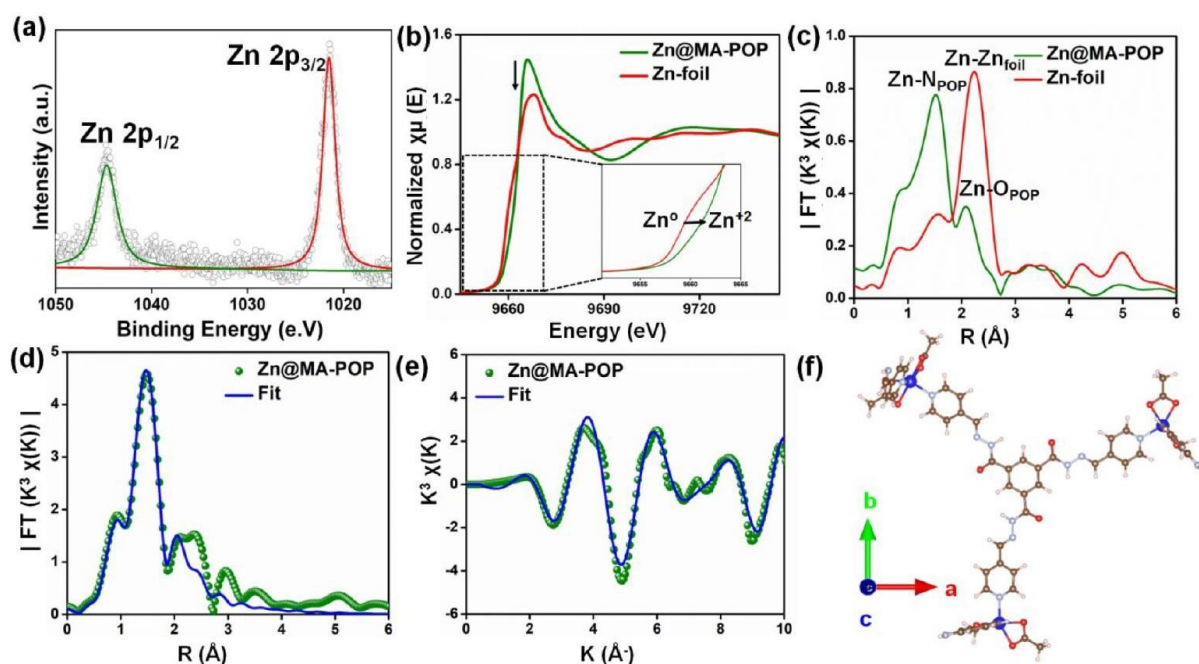 (a)
Zn 2p3/2
Zn 2p1/2
Intensity (a.u.)
1050 1040 1030 1020
Binding Energy (e.V)
(b)
Zn@MA-POP
Zn-foil
Normalized χμ (E)
1.6
1.2
0.8
0.4
0.0
Znº Zn+2
9655 9660 9665
9660 9690 9720
Energy (eV)
(c)
Zn-Znfoil
Zn@MA-POP
Zn-foil
Zn-NPOP
Zn-OPOP
| FT (K³ χ(K)) |
1.0
0.8
0.6
0.4
0.2
0.0
0 1 2 3 4 5 6
R (Å)
(d)
Zn@MA-POP
Fit
| FT (K³ χ(K)) |
5
4
3
2
1
0
0 1 2 3 4 5 6
R (Å)
(e)
Zn@MA-POP
Fit
K³ χ(K)
6
4
2
0
-2
-4
-6
0 2 4 6 8 10
K (Å-)
(f)
b
a
c